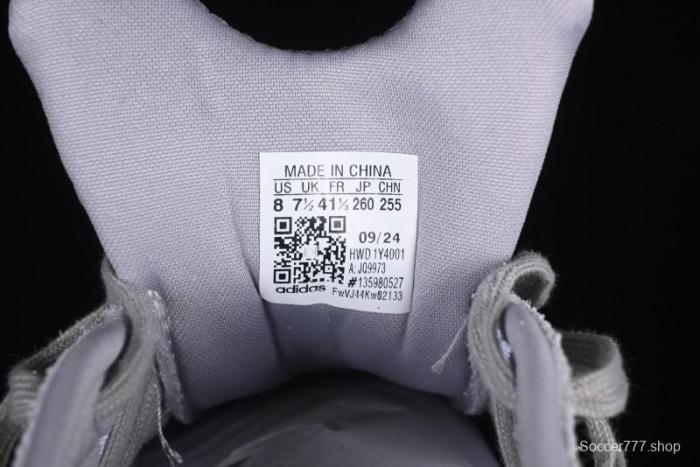 MADE IN CHINA
US UK FR JP CHN
8 7½ 41⅓ 260 255
09/24
HWD 1Y4001
A: JQ9973
#135980527
adidas FwVJ44Kw02133
Soccer777.shop